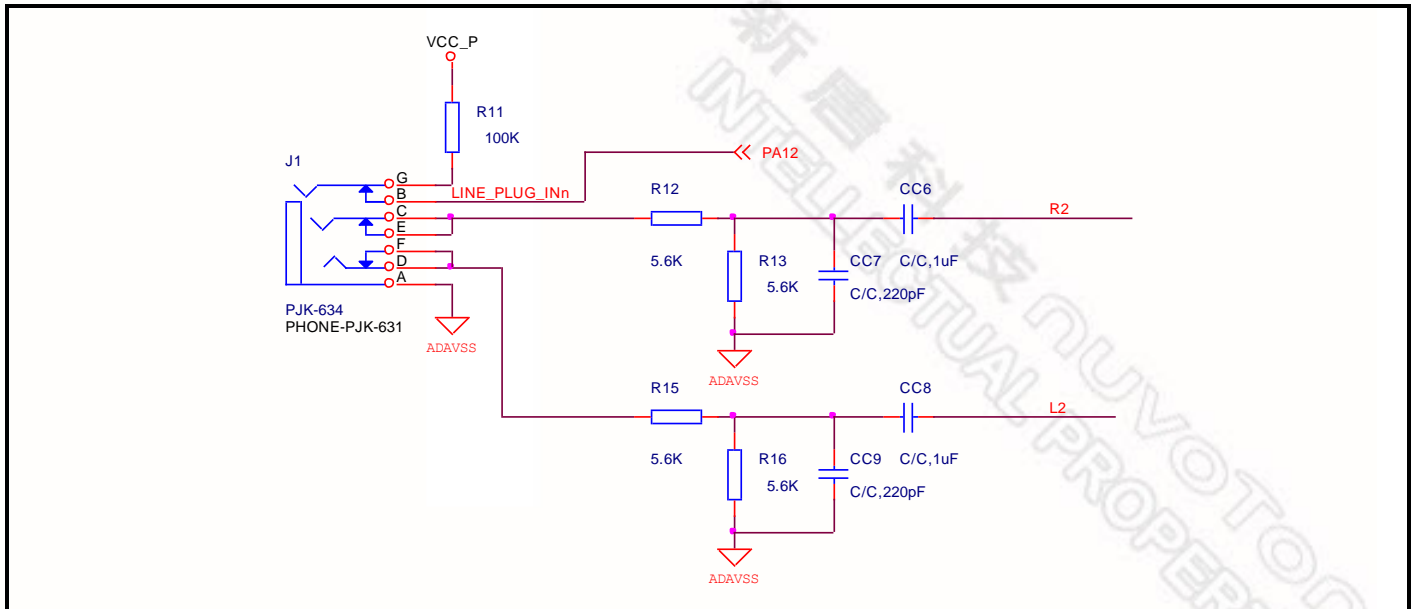 VCC_P
R11
100K
J1
G
B
C
E
F
D
A
LINE_PLUG_INn
PA12
PJK-634
PHONE-PJK-631
ADAVSS
R12
5.6K
R13
5.6K
CC7
C/C,220pF
CC6
C/C,1uF
R2
ADAVSS
R15
5.6K
R16
5.6K
CC9
C/C,220pF
CC8
C/C,1uF
L2
ADAVSS
新唐科技 nuvoTon
INTELLECTUAL PROPER